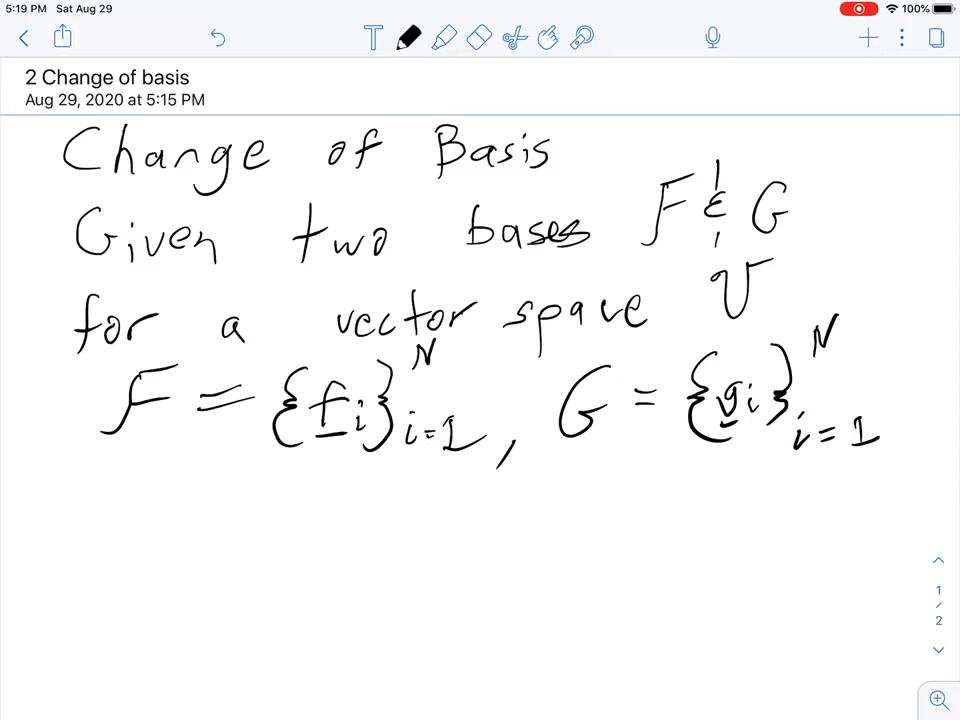 5:19 PM Sat Aug 29 100%
T
2 Change of basis
Aug 29, 2020 at 5:15 PM
Change of Basis
Given two bases F & G
for a vector space V
F = {f_i}_{i=1}^N, G = {g_i}_{i=1}^N
1
/
2